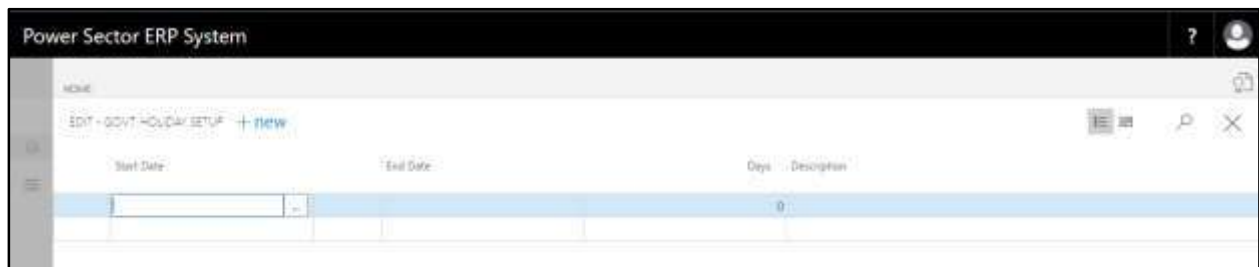 Power Sector ERP System ?
HOME
EDIT - GOVT HOLIDAY SETUP + new
Start Date End Date Days Description
... 0